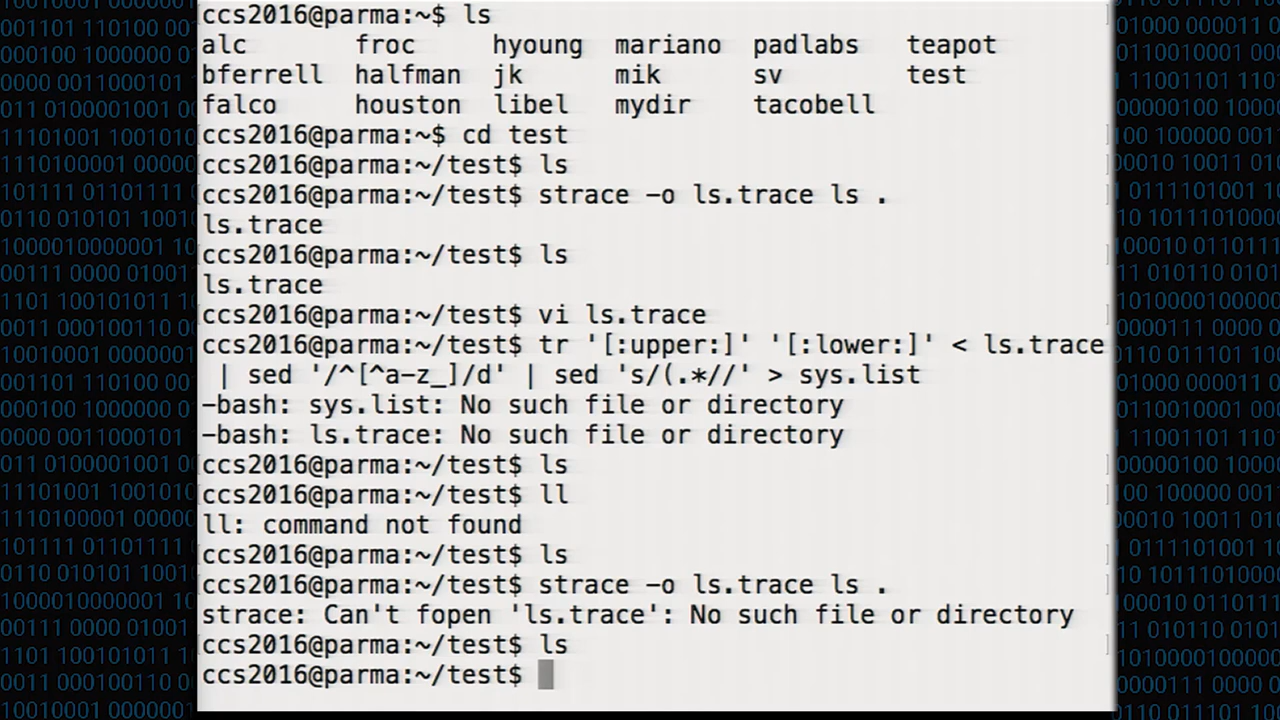 ccs2016@parma:~$ ls
alc froc hyoung mariano padlabs teapot
bferrell halfman jk mik sv test
falco houston libel mydir tacobell
ccs2016@parma:~$ cd test
ccs2016@parma:~/test$ ls
ccs2016@parma:~/test$ strace -o ls.trace ls .
ls.trace
ccs2016@parma:~/test$ ls
ls.trace
ccs2016@parma:~/test$ vi ls.trace
ccs2016@parma:~/test$ tr '[:upper:]' '[:lower:]' < ls.trace
| sed '/^[^a-z_]/d' | sed 's/(.*//' > sys.list
-bash: sys.list: No such file or directory
-bash: ls.trace: No such file or directory
ccs2016@parma:~/test$ ls
ccs2016@parma:~/test$ ll
ll: command not found
ccs2016@parma:~/test$ ls
ccs2016@parma:~/test$ strace -o ls.trace ls .
strace: Can't fopen 'ls.trace': No such file or directory
ccs2016@parma:~/test$ ls
ccs2016@parma:~/test$